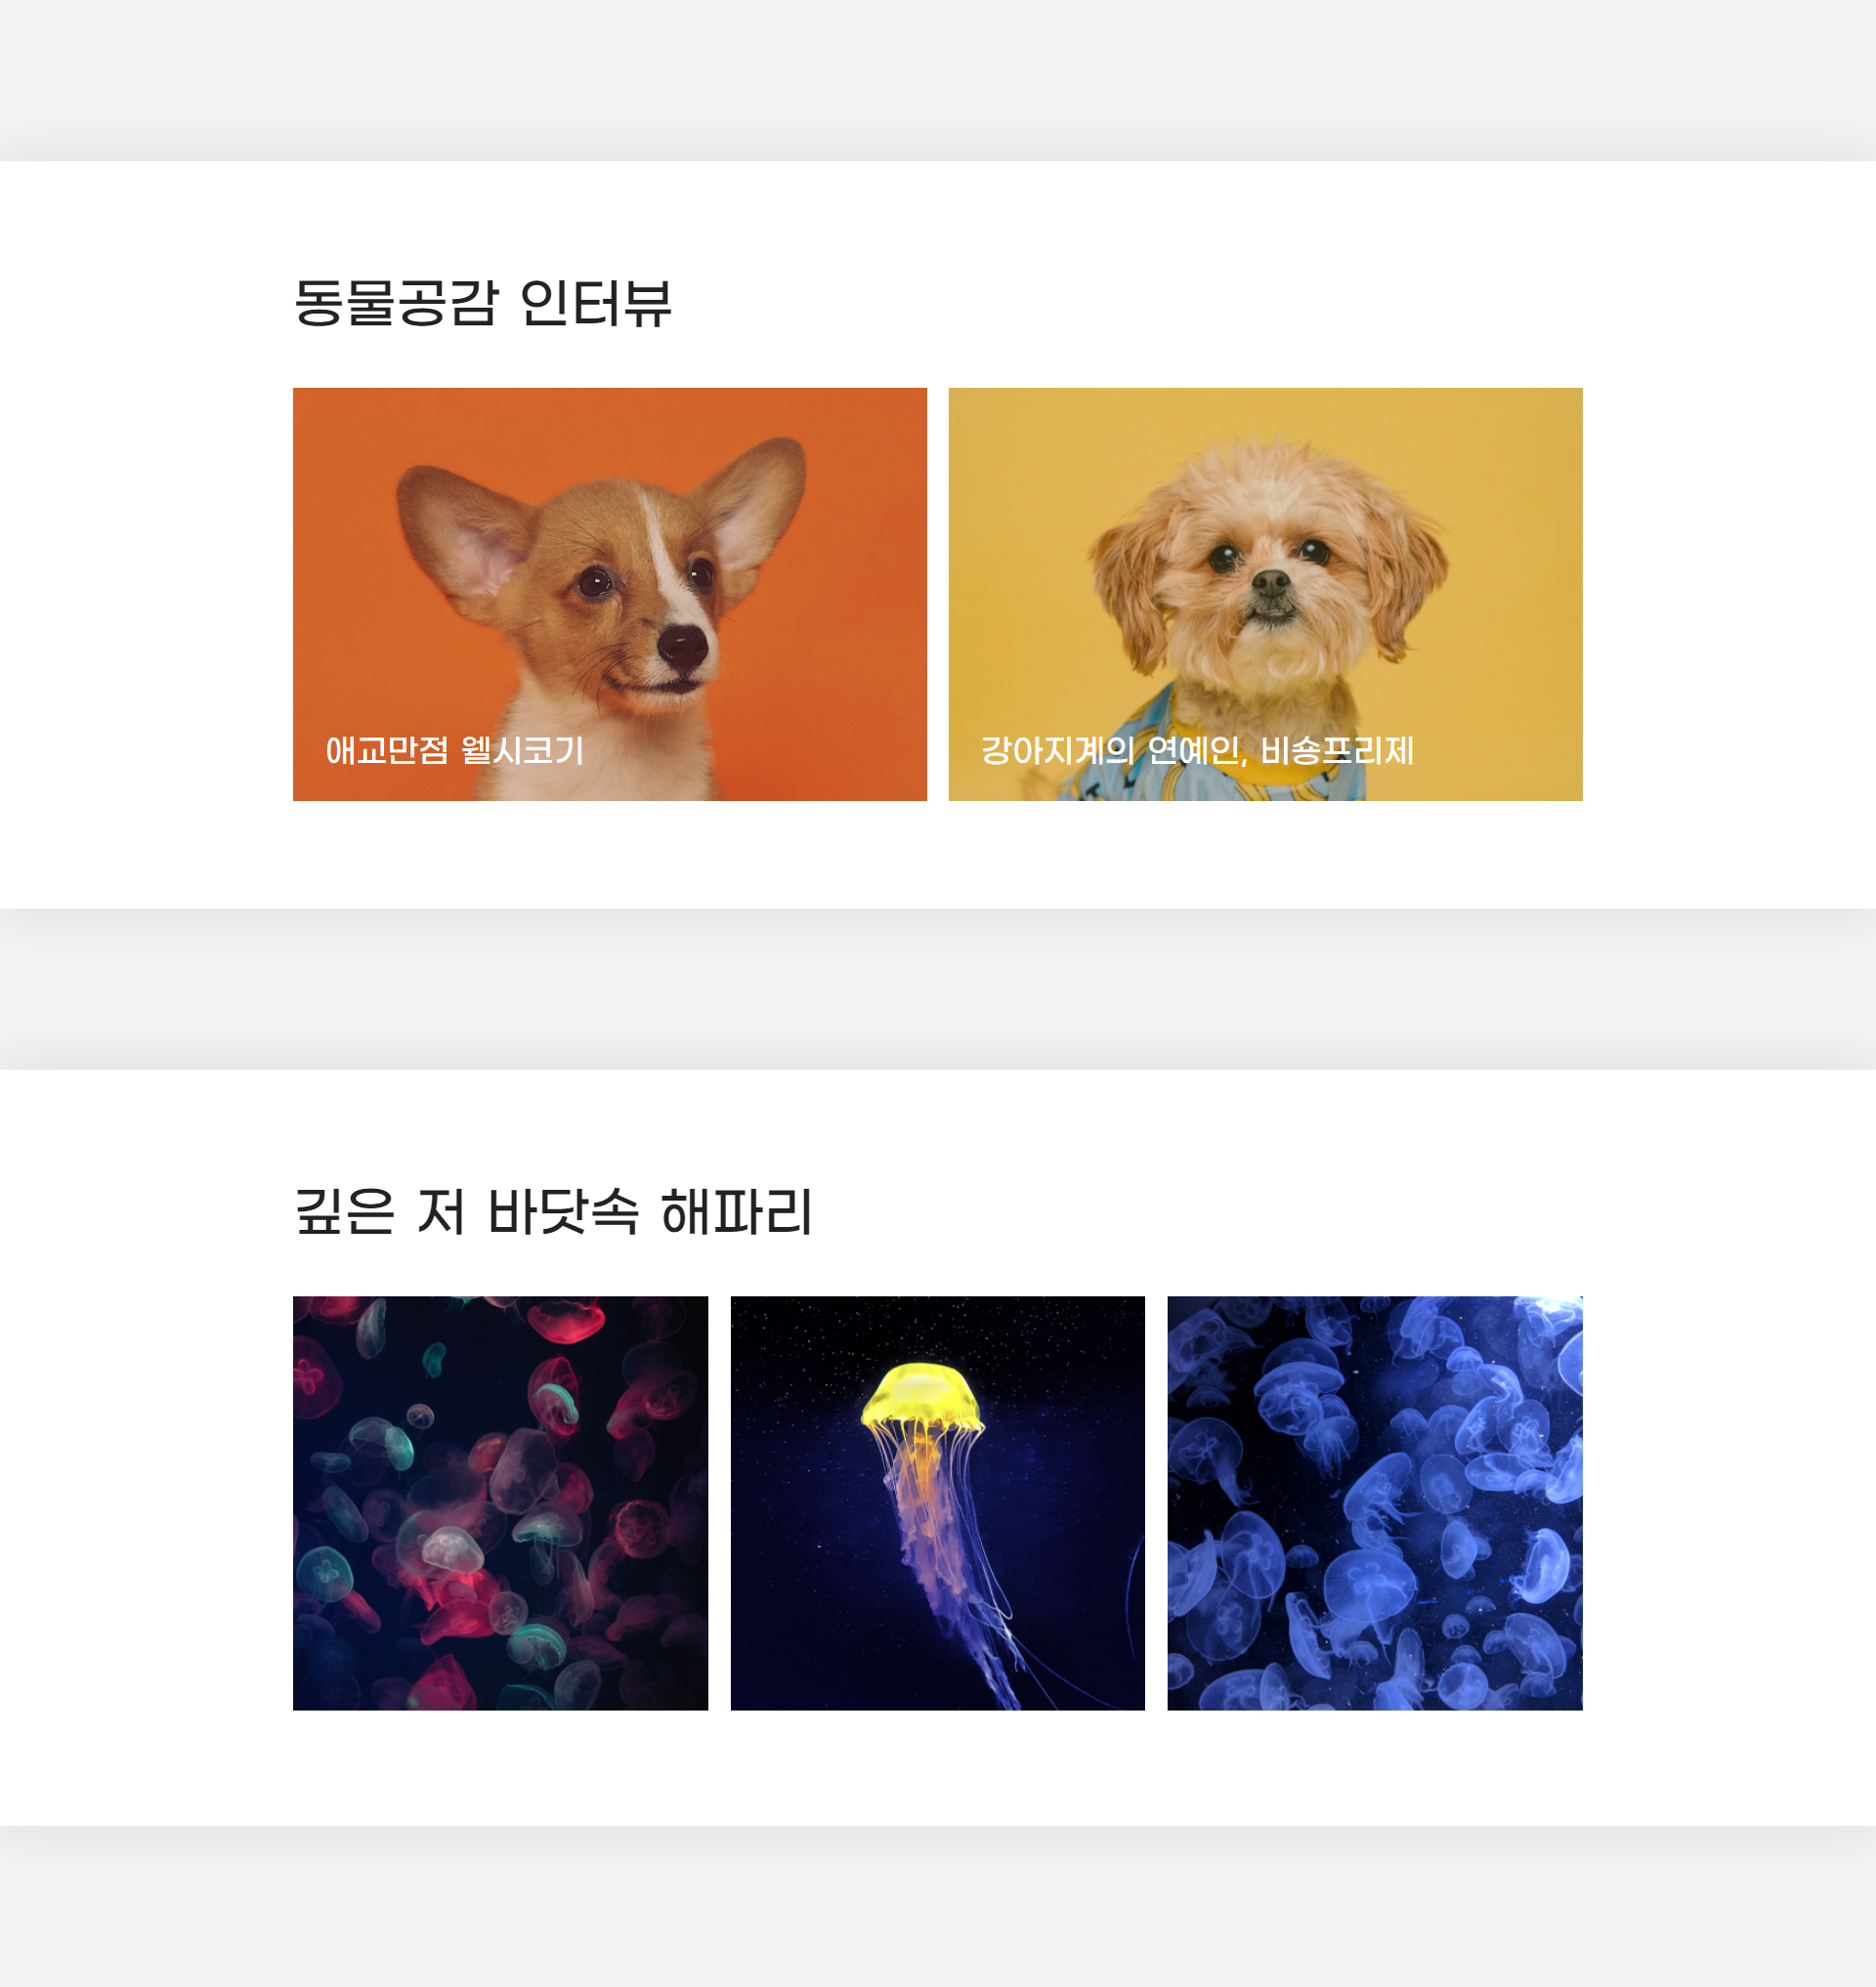 동물공감 인터뷰
애교만점 웰시코기
강아지계의 연예인, 비숑프리제
깊은 저 바닷속 해파리